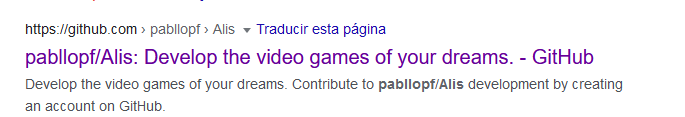 https://github.com › pabllopf › Alis ▼ Traducir esta página
pabllopf/Alis: Develop the video games of your dreams. - GitHub
Develop the video games of your dreams. Contribute to pabllopf/Alis development by creating
an account on GitHub.